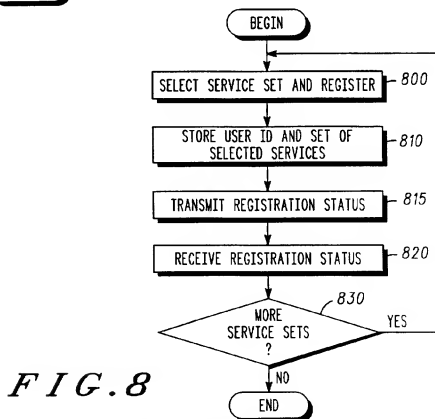 BEGIN
SELECT SERVICE SET AND REGISTER
800
STORE USER ID AND SET OF
SELECTED SERVICES
810
TRANSMIT REGISTRATION STATUS
815
RECEIVE REGISTRATION STATUS
820
830
MORE
SERVICE SETS
?
YES
NO
END
FIG.8